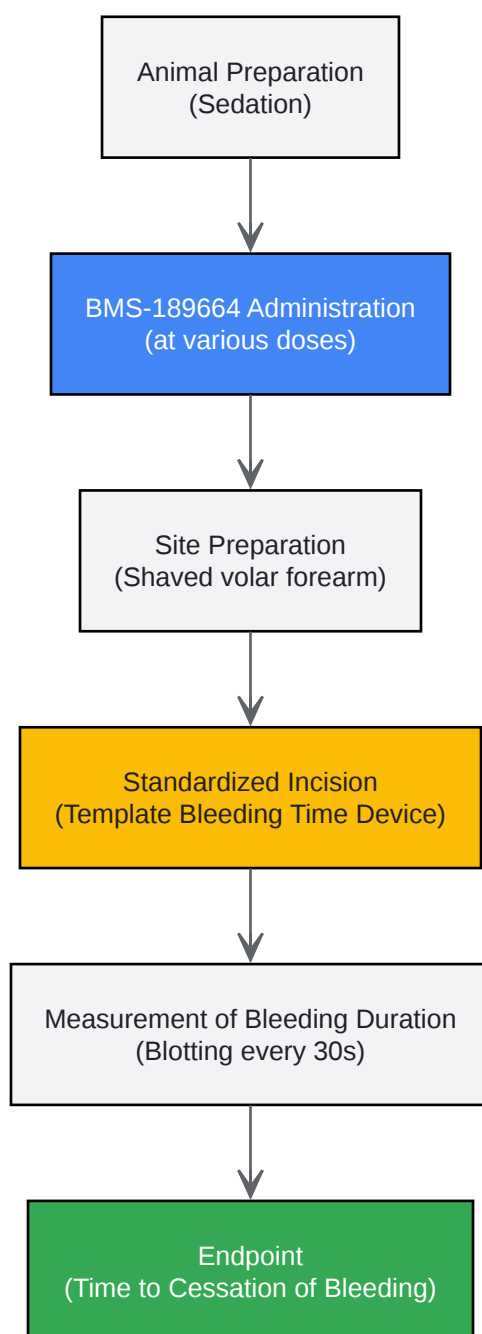 Animal Preparation
(Sedation)
BMS-189664 Administration
(at various doses)
Site Preparation
(Shaved volar forearm)
Standardized Incision
(Template Bleeding Time Device)
Measurement of Bleeding Duration
(Blotting every 30s)
Endpoint
(Time to Cessation of Bleeding)